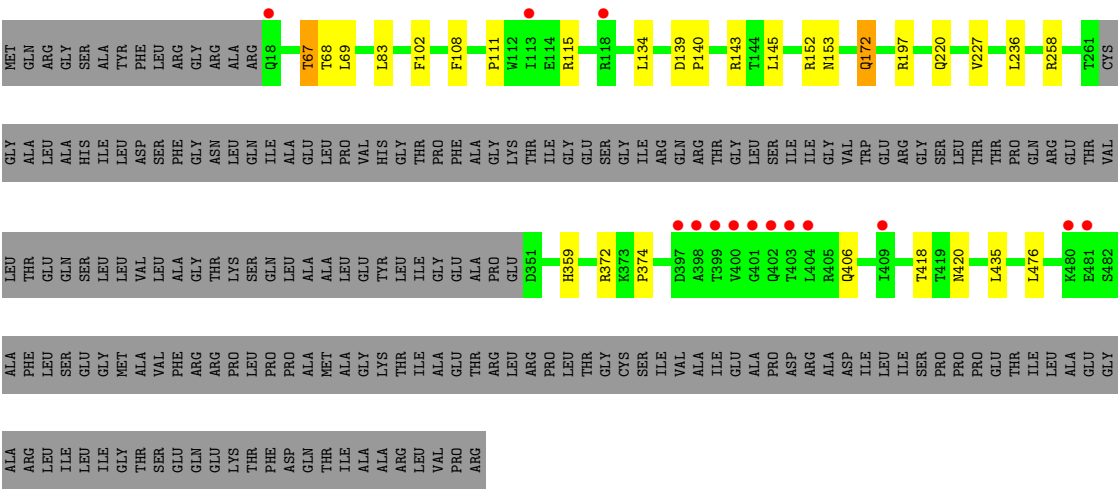 MET GLN ARG GLY SER ALA TYR PHE LEU ARG GLY ARG ALA ARG Q18 T67 T68 L69 L83 F102 F108 P111 W112 I113 E114 R115 R118 L134 D139 P140 R143 T144 L145 R152 N153 Q172 R197 Q220 V227 L236 R258 T261 CYS
GLY ALA LEU ALA HIS ILE LEU ASP SER PHE GLY ASN LEU GLN ILE ALA GLU LEU PRO VAL HIS GLY THR PRO PHE ALA GLY LYS THR ILE GLY GLU SER GLY ILE ARG GLN ARG THR GLY LEU SER ILE ILE GLY VAL TRP GLU ARG GLY SER LEU THR THR PRO GLN ARG GLU THR VAL
LEU THR GLU GLN SER LEU LEU VAL LEU ALA GLY THR LYS SER GLN LEU ALA ALA LEU GLU TYR LEU ILE GLY GLU ALA PRO GLU D351 H359 R372 K373 P374 D397 A398 T399 V400 G401 Q402 T403 L404 R405 Q406 I409 T418 T419 N420 L435 L476 K480 E481 S482
ALA PHE LEU SER GLU GLY MET ALA VAL PHE ARG ARG PRO LEU PRO PRO ALA MET ALA GLY LYS THR ILE ALA GLU THR ARG LEU ARG PRO LEU THR GLY CYS SER ILE VAL ALA ILE GLU ALA PRO ASP ARG ALA ASP ILE LEU ILE SER PRO PRO PRO GLU THR ILE LEU ALA GLU GLY
ALA ARG LEU ILE LEU ILE GLY THR SER GLU GLN GLU LYS THR PHE ASP GLN THR ILE ALA ALA ARG LEU VAL PRO ARG